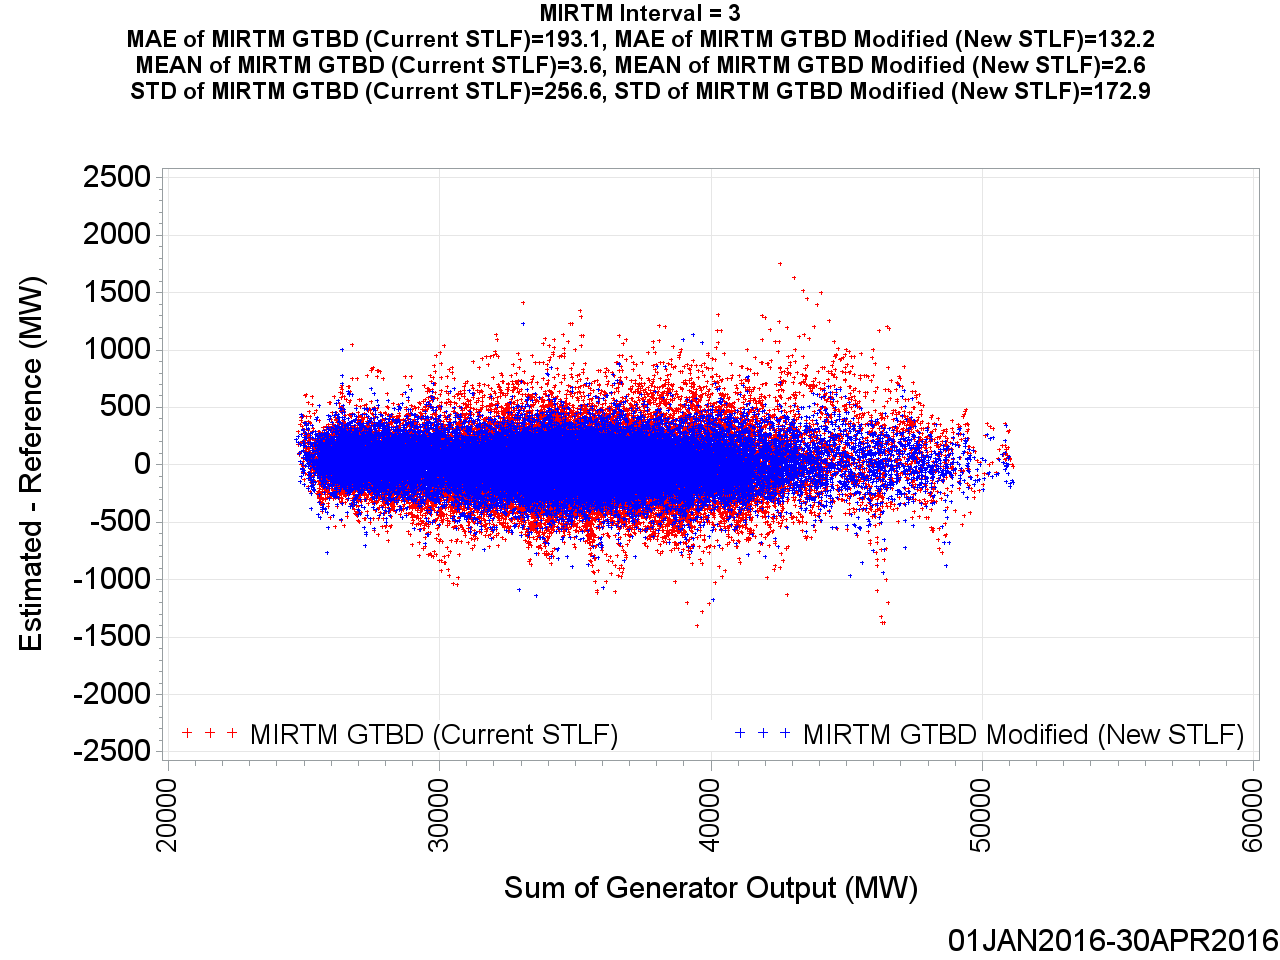 MIRTM Interval = 3
MAE of MIRTM GTBD (Current STLF)=193.1, MAE of MIRTM GTBD Modified (New STLF)=132.2
MEAN of MIRTM GTBD (Current STLF)=3.6, MEAN of MIRTM GTBD Modified (New STLF)=2.6
STD of MIRTM GTBD (Current STLF)=256.6, STD of MIRTM GTBD Modified (New STLF)=172.9
Estimated - Reference (MW)
2500
2000
1500
1000
500
0
-500
-1000
-1500
-2000
-2500
MIRTM GTBD (Current STLF)
MIRTM GTBD Modified (New STLF)
20000
30000
40000
50000
60000
Sum of Generator Output (MW)
01JAN2016-30APR2016